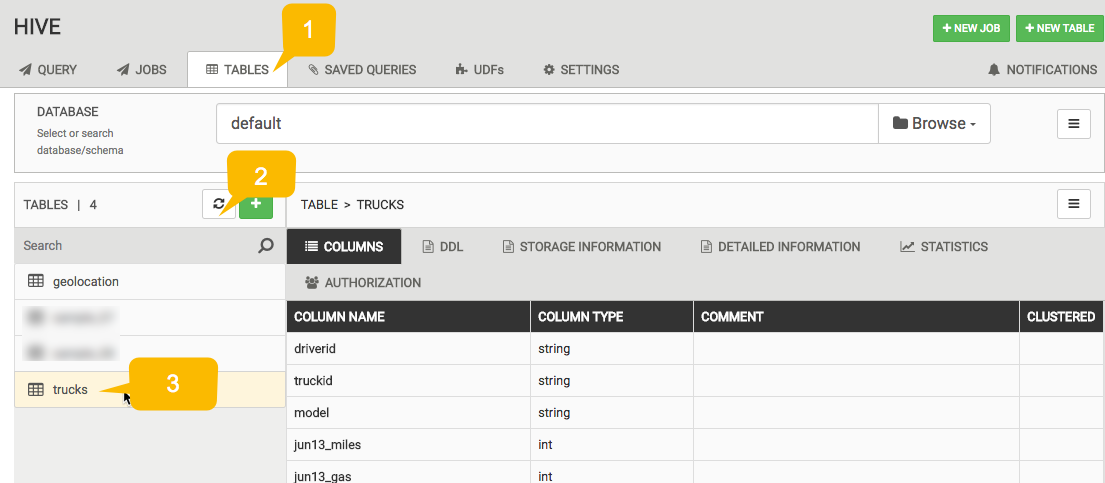 HIVE
1
NEW JOB
NEW TABLE
QUERY
JOBS
TABLES
SAVED QUERIES
UDFs
SETTINGS
NOTIFICATIONS
DATABASE
Select or search
database/schema
default
Browse
2
TABLES | 4
+
TABLE > TRUCKS
Search
COLUMNS
DDL
STORAGE INFORMATION
DETAILED INFORMATION
STATISTICS
AUTHORIZATION
geolocation
trucks
3
COLUMN NAME COLUMN TYPE COMMENT CLUSTERED
driverid string
truckid string
model string
jun13_miles int
jun13_gas int